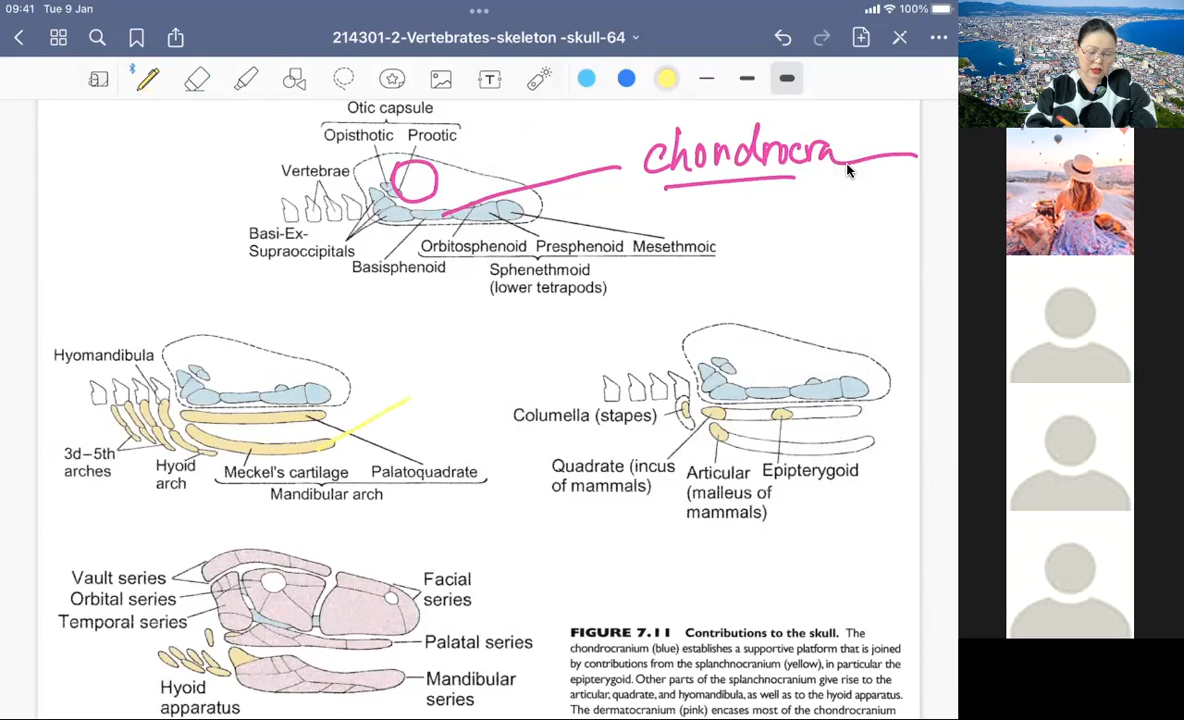 09:41 Tue 9 Jan
100%
214301-2-Vertebrates-skeleton -skull-64
Otic capsule
Opisthotic Prootic
chondrocra
Vertebrae
Basi-Ex-
Supraoccipitals
Orbitosphenoid Presphenoid Mesethmoic
Basisphenoid
Sphenethmoid
(lower tetrapods)
Hyomandibula
3d–5th
arches
Hyoid
arch
Meckel's cartilage
Palatoquadrate
Mandibular arch
Columella (stapes)
Quadrate (incus
of mammals)
Articular
(malleus of
mammals)
Epipterygoid
Vault series
Orbital series
Temporal series
Facial
series
Palatal series
Mandibular
series
Hyoid
apparatus
FIGURE 7.11 Contributions to the skull. The
chondrocranium (blue) establishes a supportive platform that is joined
by contributions from the splanchnocranium (yellow), in particular the
epipterygoid. Other parts of the splanchnocranium give rise to the
articular, quadrate, and hyomandibula, as well as to the hyoid apparatus.
The dermatocranium (pink) encases most of the chondrocranium